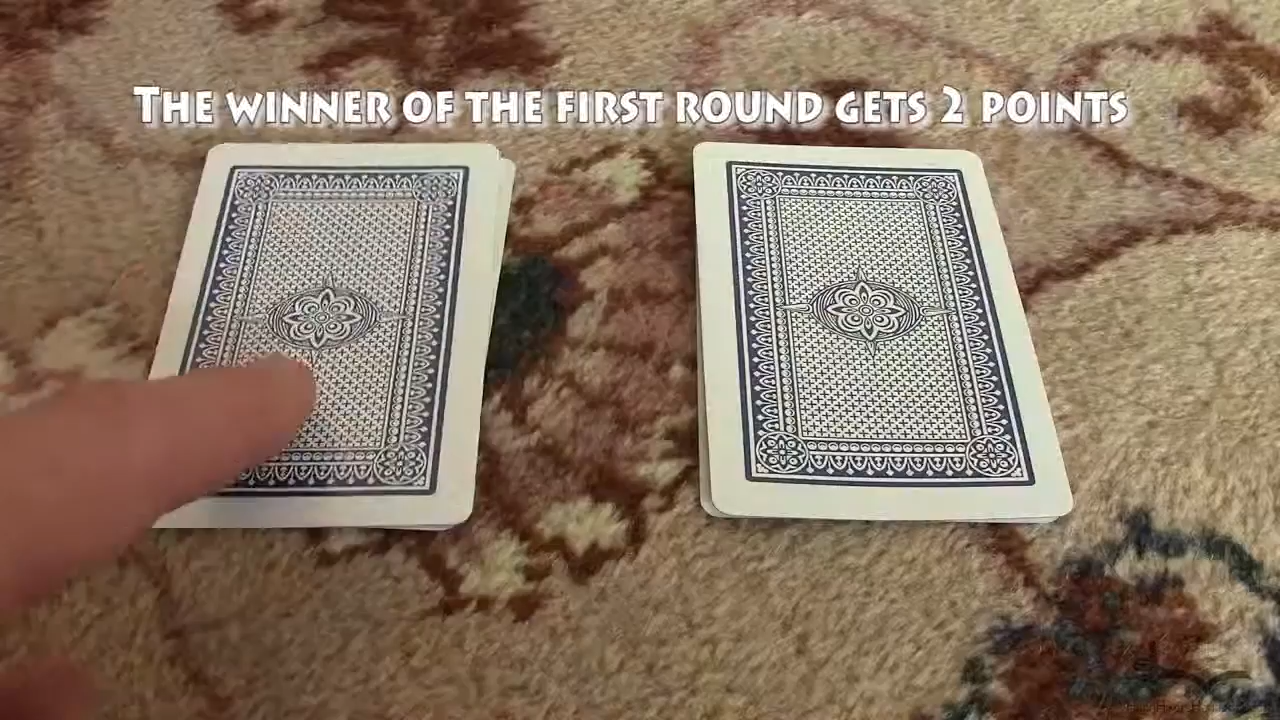 The winner of the first round gets 2 points